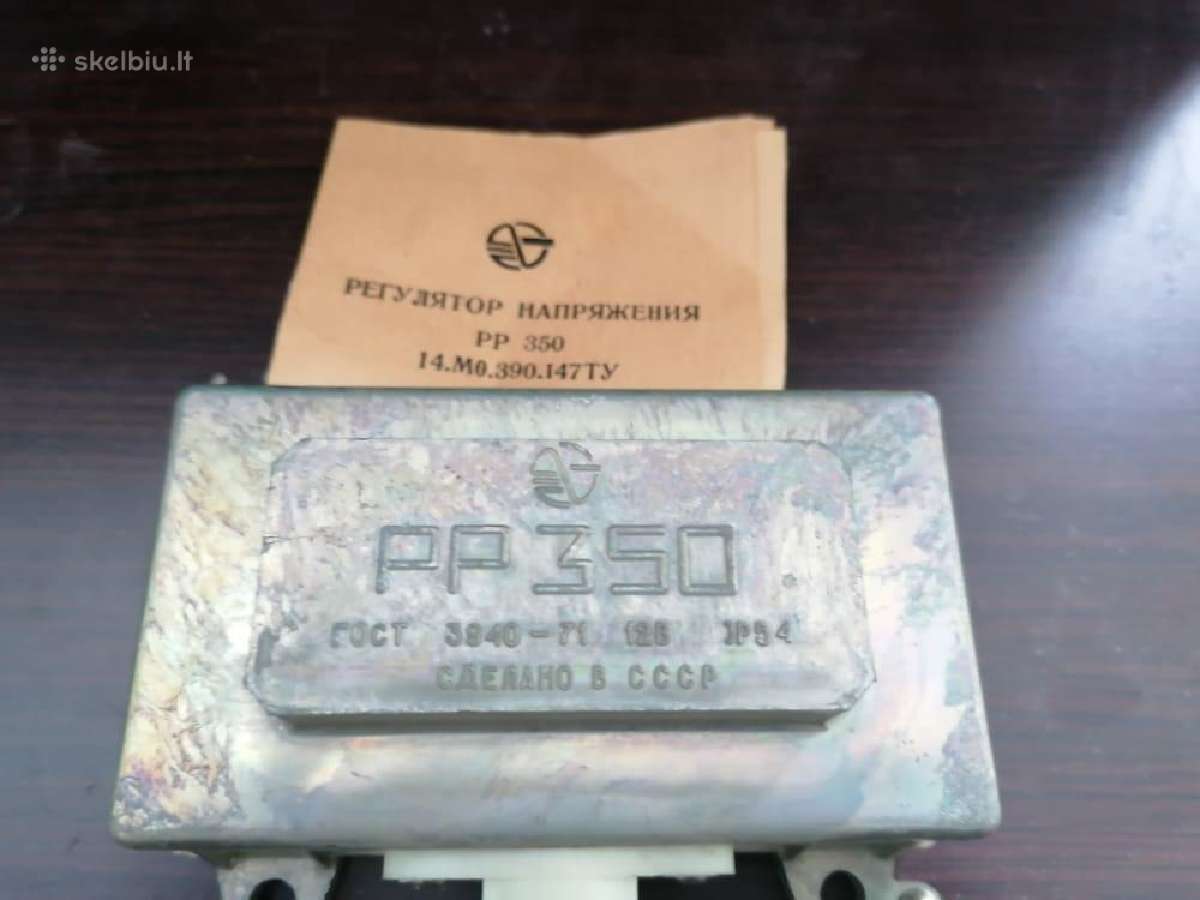 skelbiu.lt
РЕГУЛЯТОР НАПРЯЖЕНИЯ
РР 350
14.М0.390.147ТУ
РР350
ГОСТ 3940-71 12В IP54
СДЕЛАНО В СССР